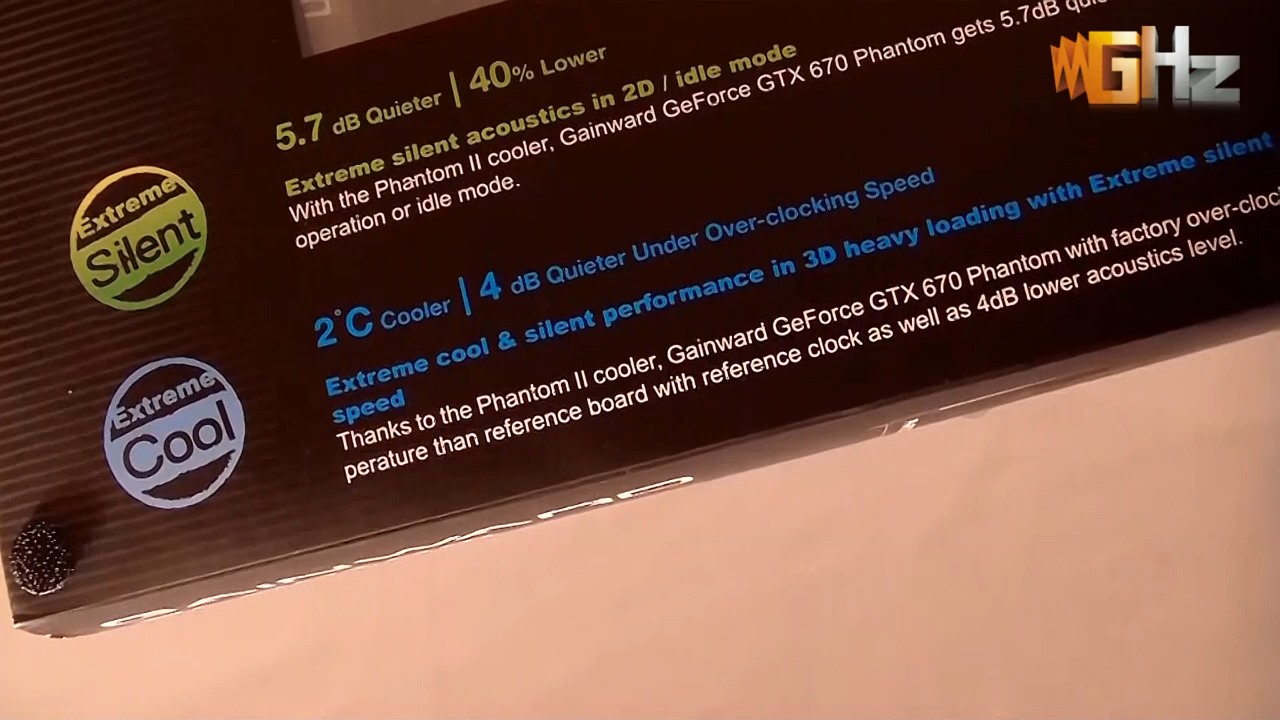 5.7 dB Quieter | 40% Lower
Extreme silent acoustics in 2D / idle mode
With the Phantom II cooler, Gainward GeForce GTX 670 Phantom gets 5.7dB
operation or idle mode.
Extreme
Silent
2°C Cooler | 4 dB Quieter Under Over-clocking Speed
Extreme cool & silent performance in 3D heavy loading with Extreme silent
speed
Thanks to the Phantom II cooler, Gainward GeForce GTX 670 Phantom with factory
perature than reference board with reference clock as well as 4dB lower acoustics level.
Extreme
Cool
GHz